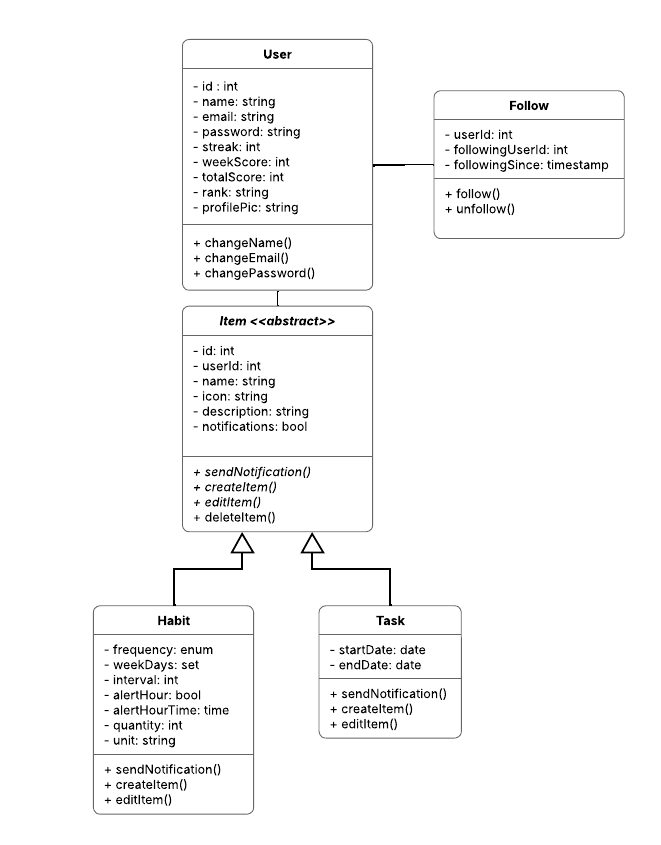 User
- id : int
- name: string
- email: string
- password: string
- streak: int
- weekScore: int
- totalScore: int
- rank: string
- profilePic: string
+ changeName()
+ changeEmail()
+ changePassword()
Follow
- userId: int
- followingUserId: int
- followingSince: timestamp
+ follow()
+ unfollow()
Item <<abstract>>
- id: int
- userId: int
- name: string
- icon: string
- description: string
- notifications: bool
+ sendNotification()
+ createItem()
+ editItem()
+ deleteItem()
Habit
- frequency: enum
- weekDays: set
- interval: int
- alertHour: bool
- alertHourTime: time
- quantity: int
- unit: string
+ sendNotification()
+ createItem()
+ editItem()
Task
- startDate: date
- endDate: date
+ sendNotification()
+ createItem()
+ editItem()